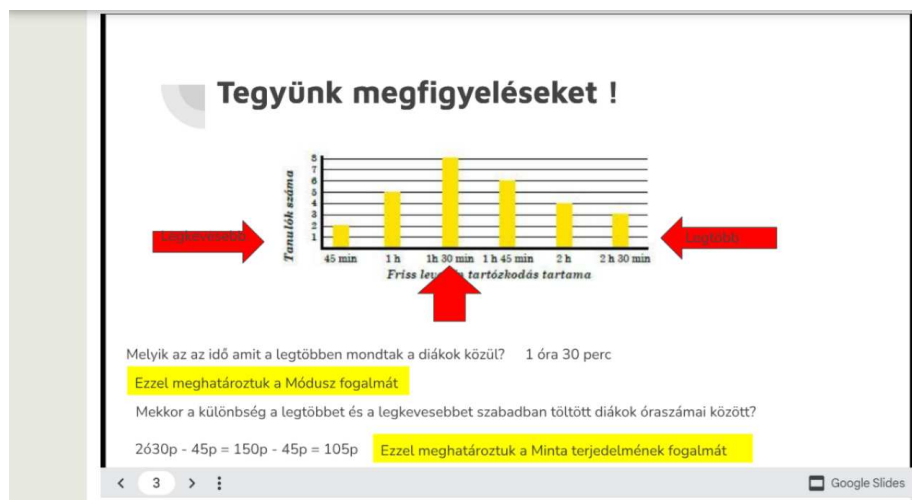 Tegyünk megfigyeléseket !
8
7
6
5
4
3
2
1
Tanulók száma
45 min 1 h 1h 30 min 1 h 45 min 2 h 2 h 30 min
Friss tartózkodás tartama
Legkevesebb
Legtöbb
Melyik az az idő amit a legtöbben mondtak a diákok közül? 1 óra 30 perc
Ezzel meghatároztuk a Módusz fogalmát
Mekkor a különbség a legtöbbet és a legkevesebbet szabadban töltött diákok óraszámai között?
2ó30p - 45p = 150p - 45p = 105p Ezzel meghatároztuk a Minta terjedelmének fogalmát
3
Google Slides